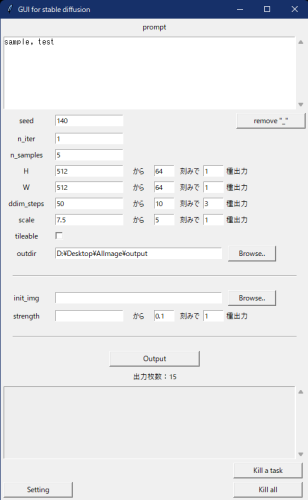 GUI for stable diffusion
prompt
sample, test
seed 140 remove "_"
n_iter 1
n_samples 5
H 512 から 64 刻みで 1 種出力
W 512 から 64 刻みで 1 種出力
ddim_steps 50 から 10 刻みで 3 種出力
scale 7.5 から 5 刻みで 1 種出力
tileable
outdir D:¥Desktop¥AIImage¥output Browse..
init_img Browse..
strength から 0.1 刻みで 1 種出力
Output
出力枚数：15
Kill a task
Setting Kill all